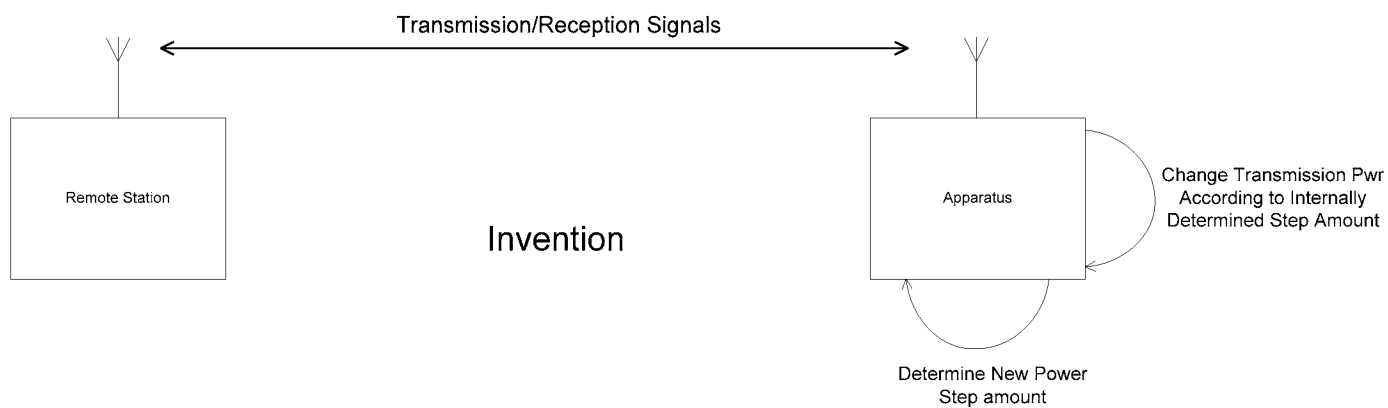 Transmission/Reception Signals
Remote Station
Apparatus
Change Transmission Pwr
According to Internally
Determined Step Amount
Invention
Determine New Power
Step amount